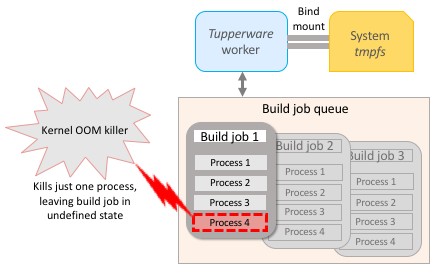 Bind
mount
Tupperware
worker
System
tmpfs
Build job queue
Kernel OOM killer
Kills just one process,
leaving build job in
undefined state
Build job 1
Process 1
Process 2
Process 3
Process 4
Build job 2
Process 1
Process 2
Process 3
Process 4
Build job 3
Process 1
Process 2
Process 3
Process 4